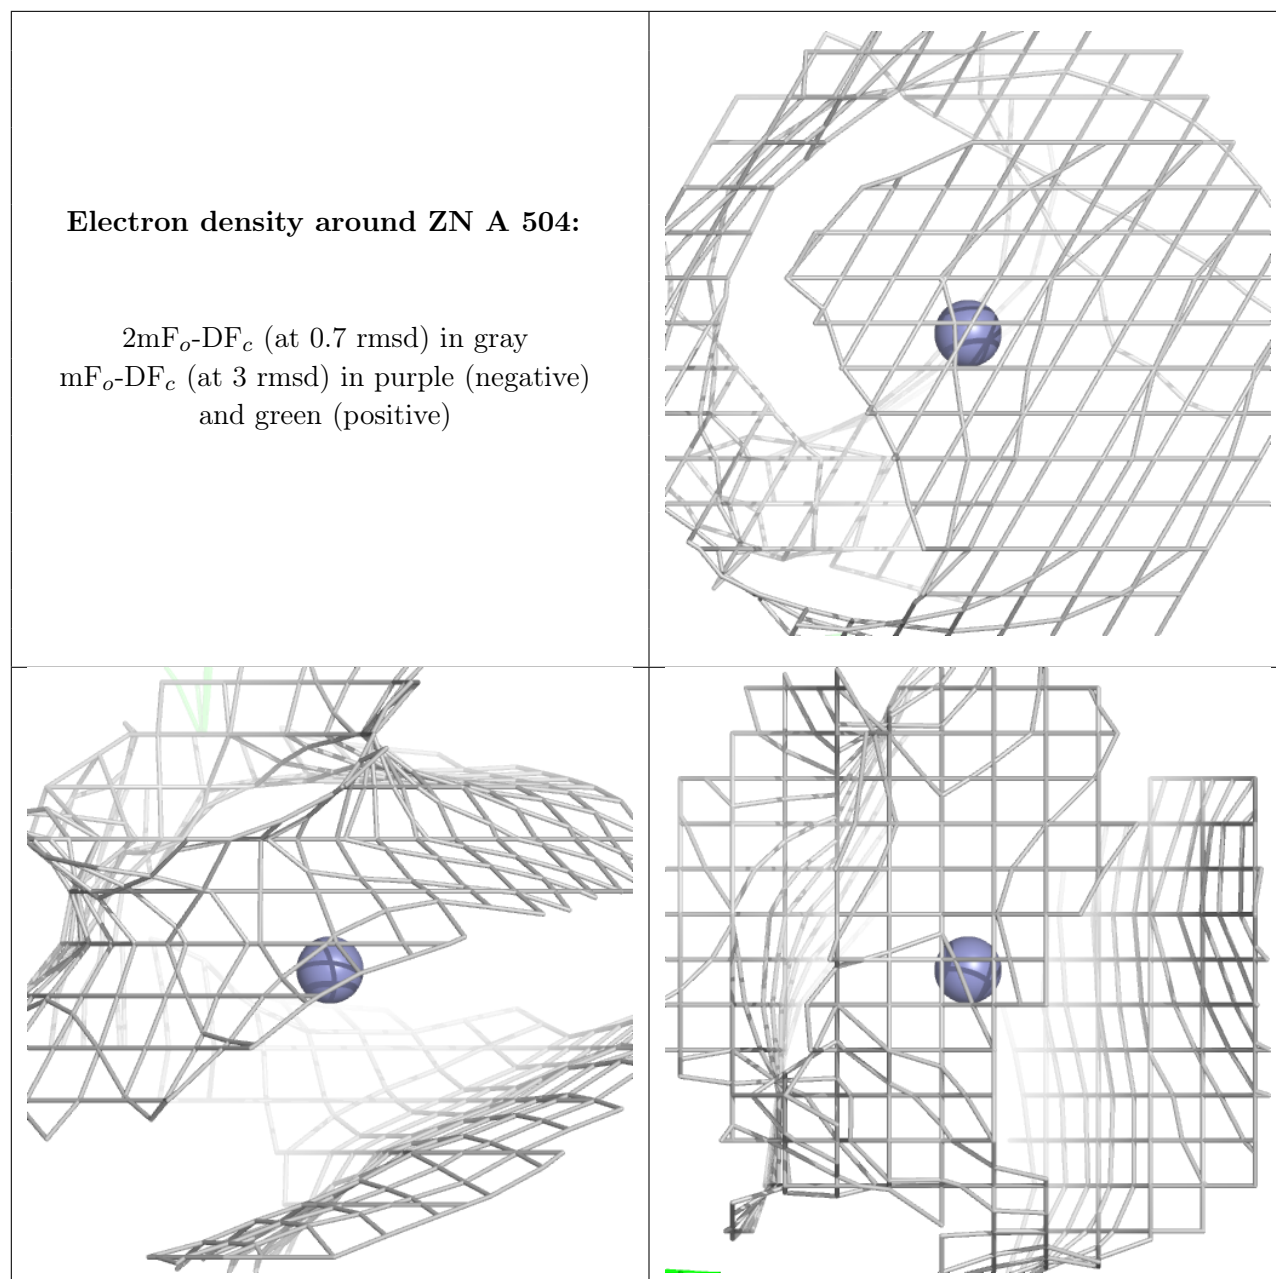 Electron density around ZN A 504:
2mFo-DFc (at 0.7 rmsd) in gray
mFo-DFc (at 3 rmsd) in purple (negative)
and green (positive)